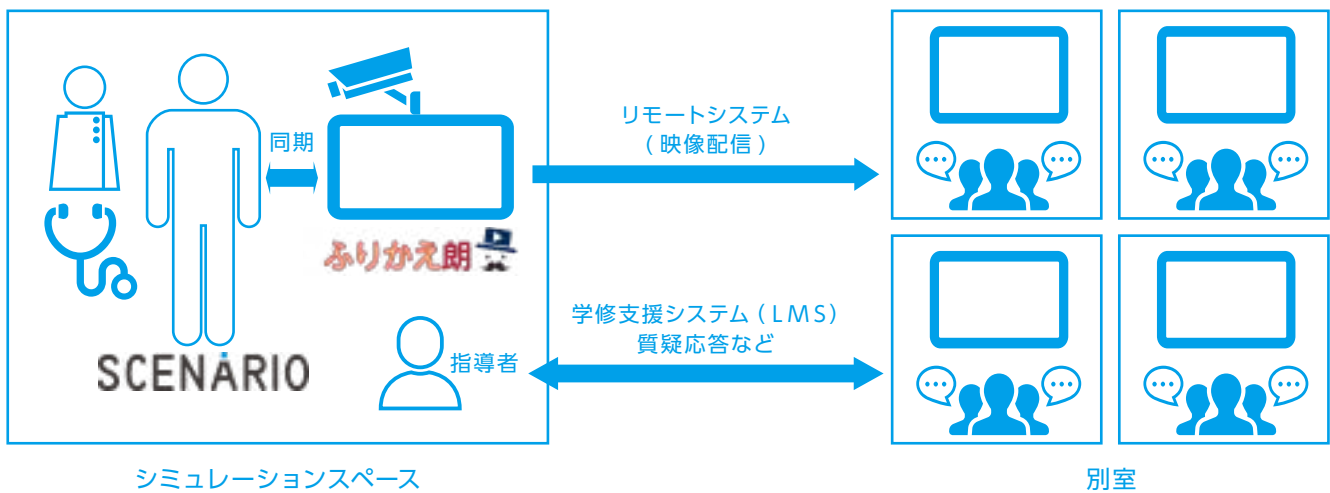 同期
ふりかえ朗
SCENARIO
指導者
リモートシステム
(映像配信)
学修支援システム(LMS)
質疑応答など
シミュレーションスペース
別室